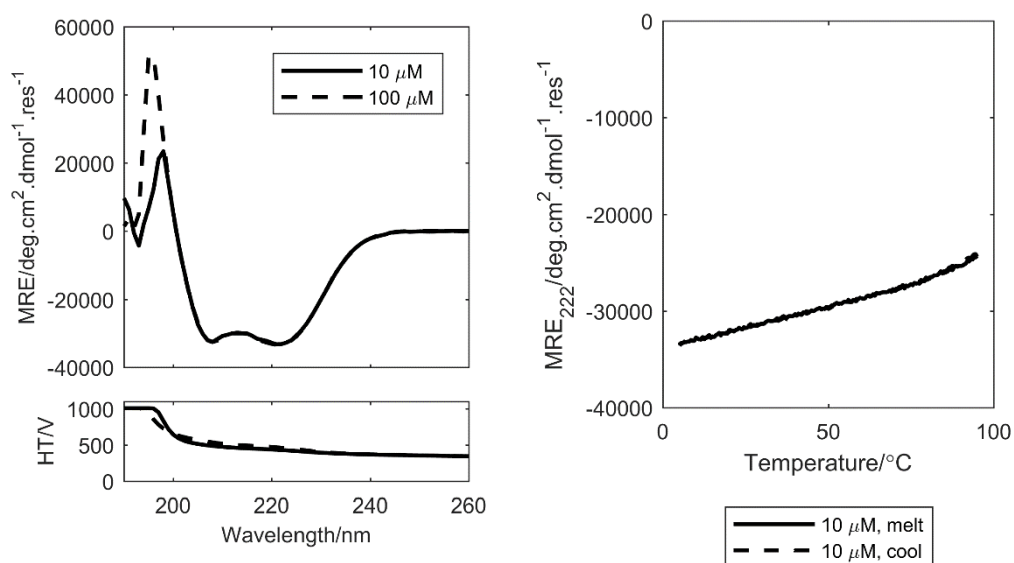 MRE/deg.cm².dmol⁻¹.res⁻¹
60000
40000
20000
0
-20000
-40000
10 μM
100 μM
HT/V
1000
500
0
200
220
240
260
Wavelength/nm
MRE₂₂₂/deg.cm².dmol⁻¹.res⁻¹
0
-10000
-20000
-30000
-40000
0
50
100
Temperature/°C
10 μM, melt
10 μM, cool